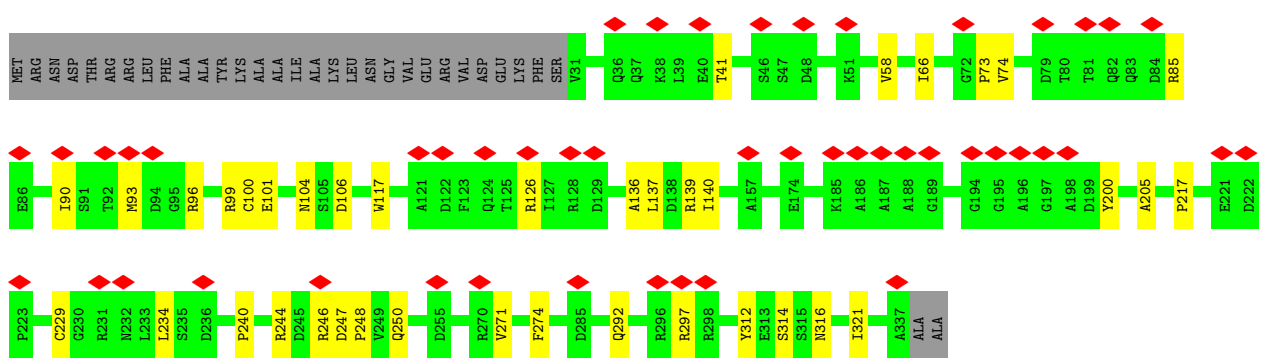 MET ARG ASN ASP THR ARG ARG LEU PHE ALA ALA TYR LYS ALA ALA ILE ALA LYS LEU ASN GLY VAL GLU ARG VAL ASP GLU LYS PHE SER V31 Q36 Q37 K38 L39 E40 T41 S46 S47 D48 K51 V58 I66 G72 P73 V74 D79 T80 T81 Q82 Q83 D84 R85
E86 I90 S91 T92 M93 D94 G95 R96 R99 C100 E101 N104 S105 D106 W117 A121 D122 F123 Q124 T125 R126 I127 R128 D129 A136 L137 D138 R139 I140 A157 E174 K185 A186 A187 A188 G189 G194 G195 A196 G197 A198 D199 Y200 A205 P217 E221 D222
P223 C229 G230 R231 N232 L233 L234 S235 D236 P240 R244 D245 R246 D247 P248 V249 Q250 D255 R270 V271 F274 D285 Q292 R296 R297 R298 Y312 E313 S314 S315 N316 I321 A337 ALA ALA